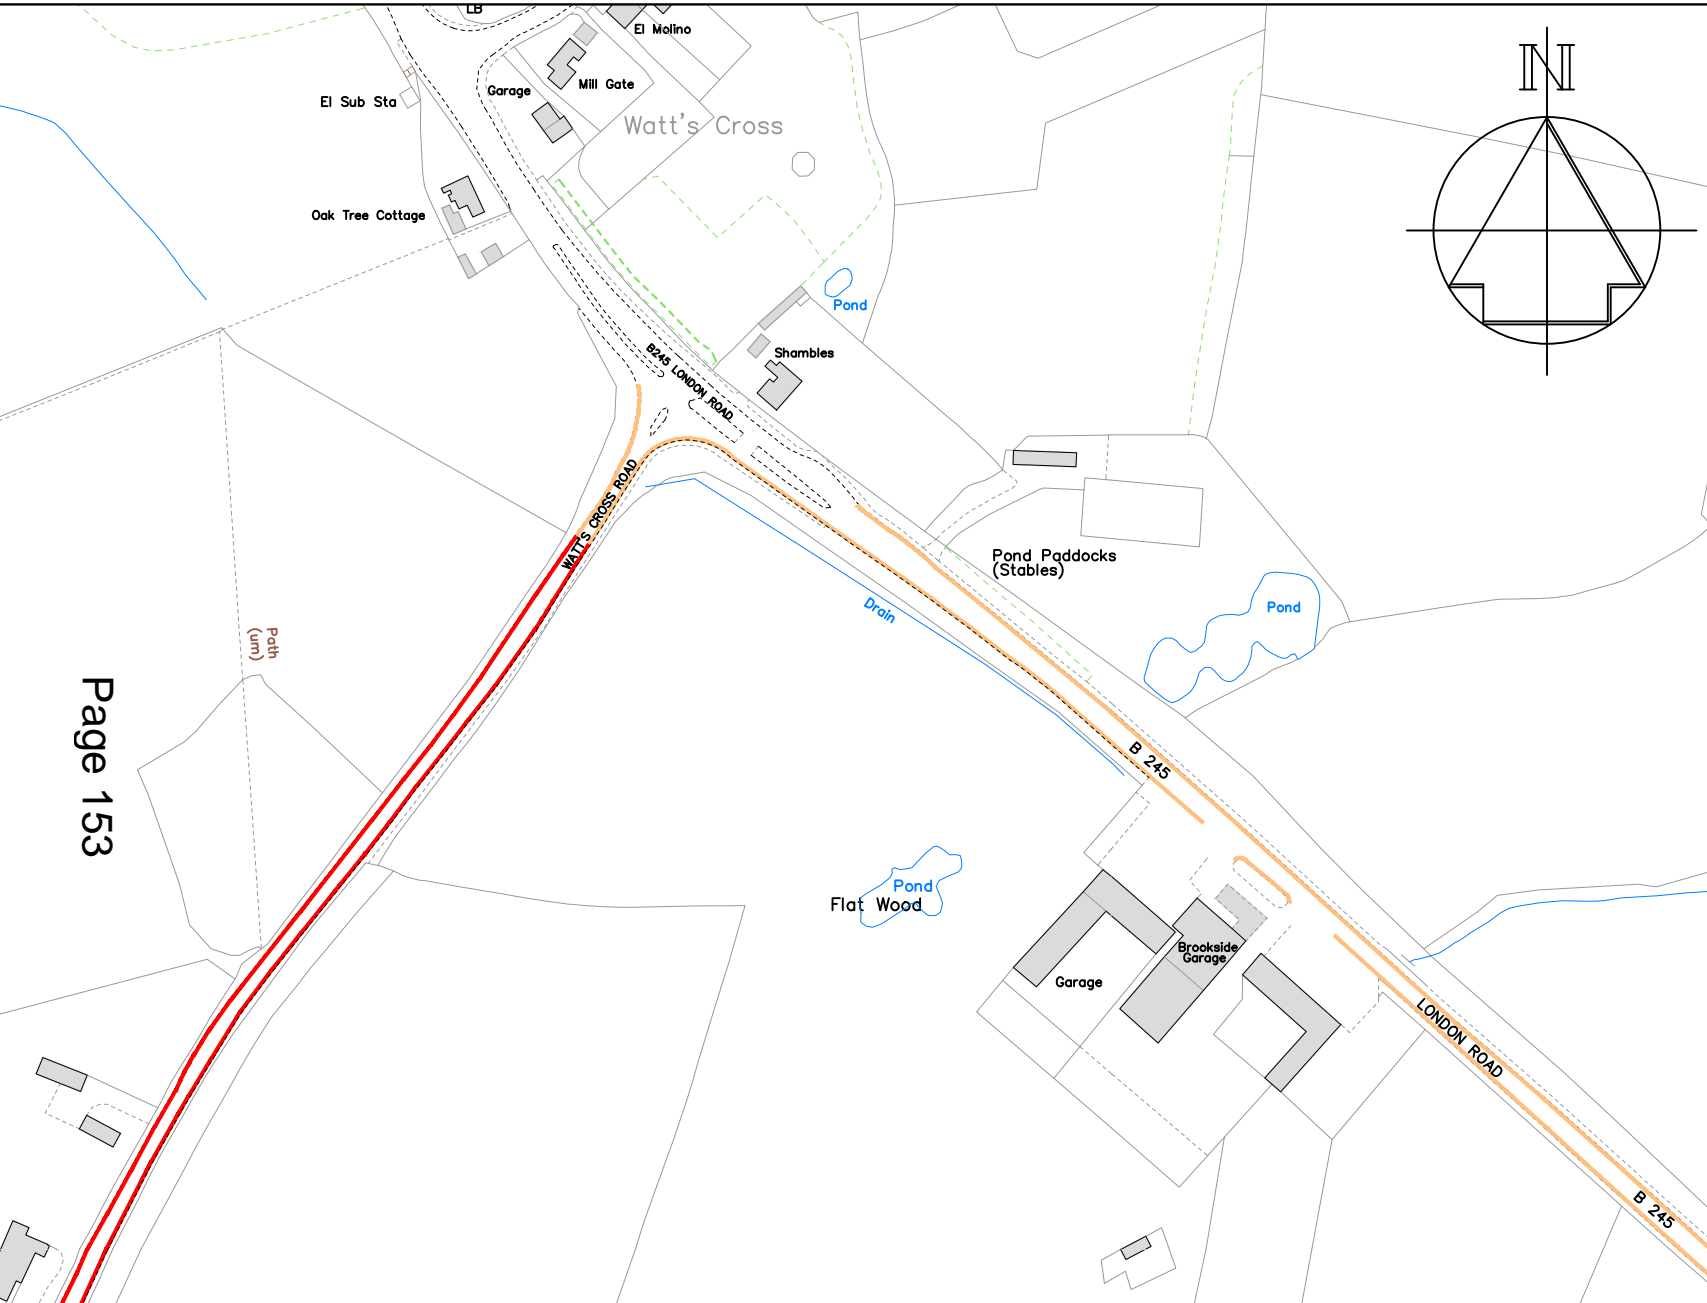 LB
El Molino
Mill Gate
Garage
El Sub Sta
Watt's Cross
N
Oak Tree Cottage
Pond
B245 LONDON ROAD
Shambles
WATTS CROSS ROAD
Pond Paddocks
(Stables)
Pond
Drain
Path
(um)
Page 153
B 245
Pond
Flat Wood
Brookside
Garage
Garage
LONDON ROAD
B 245